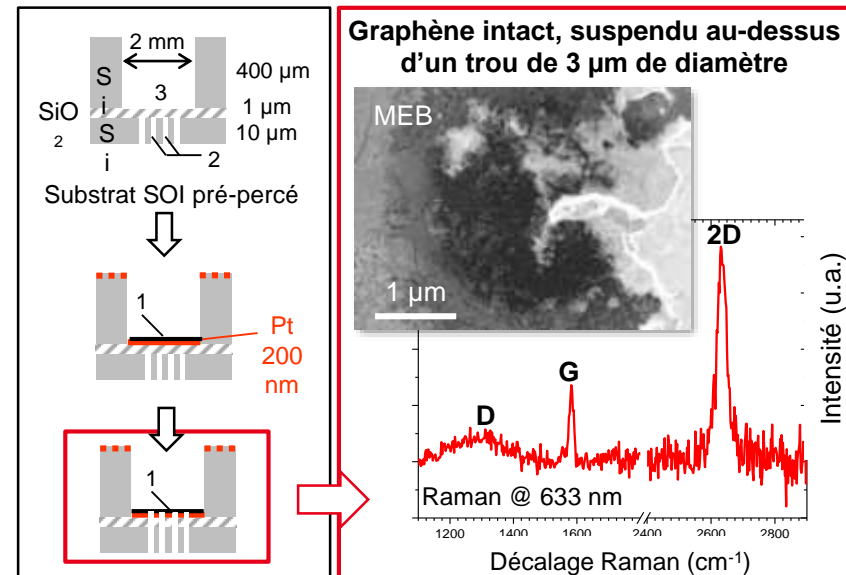 2 mm
S
i
3
400 µm
SiO
2
1 µm
S
i
10 µm
2
Substrat SOI pré-percé
1
Pt
200
nm
1
Graphène intact, suspendu au-dessus
d’un trou de 3 µm de diamètre
MEB
1 µm
2D
G
D
Raman @ 633 nm
Intensité (u.a.)
1200 1400 1600 2400 2600 2800
Décalage Raman (cm-1)